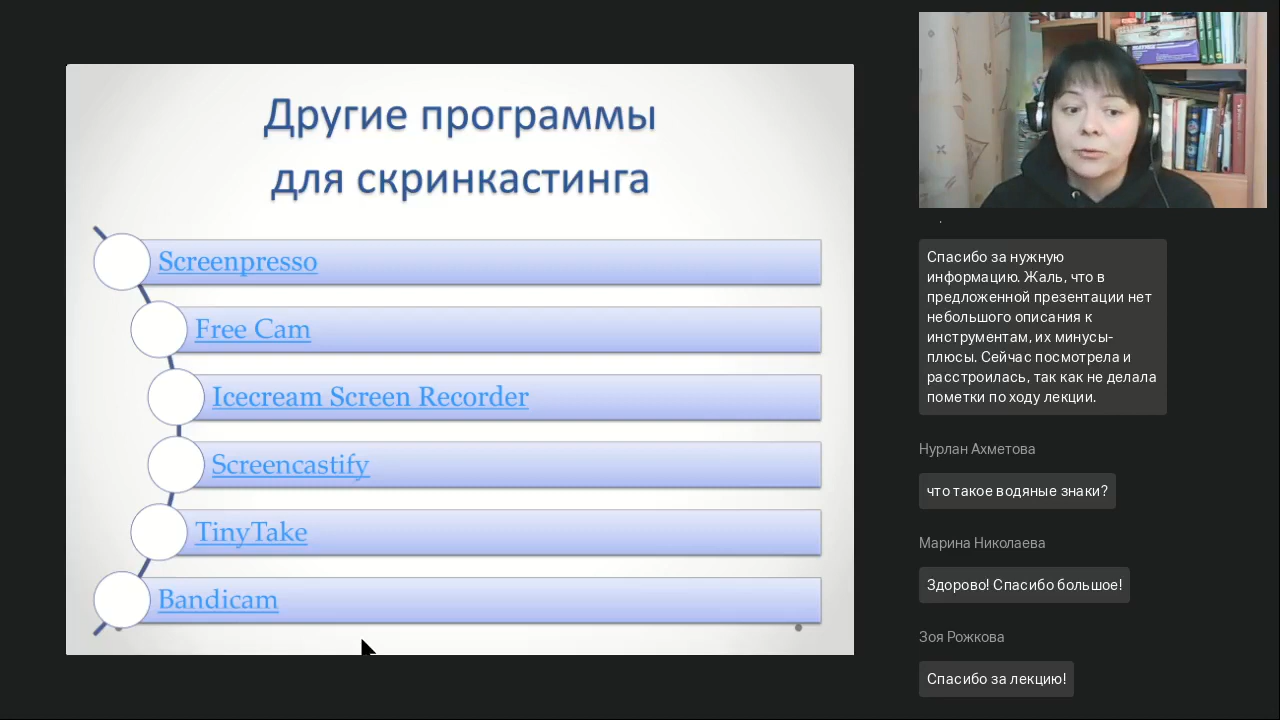 Другие программы
для скринкастинга
Screenpresso
Free Cam
Icecream Screen Recorder
Screencastify
TinyTake
Bandicam
Спасибо за нужную
информацию. Жаль, что в
предложенной презентации нет
небольшого описания к
инструментам, их минусы-
плюсы. Сейчас посмотрела и
расстроилась, так как не делала
пометки по ходу лекции.
Нурлан Ахметова
что такое водяные знаки?
Марина Николаева
Здорово! Спасибо большое!
Зоя Рожкова
Спасибо за лекцию!